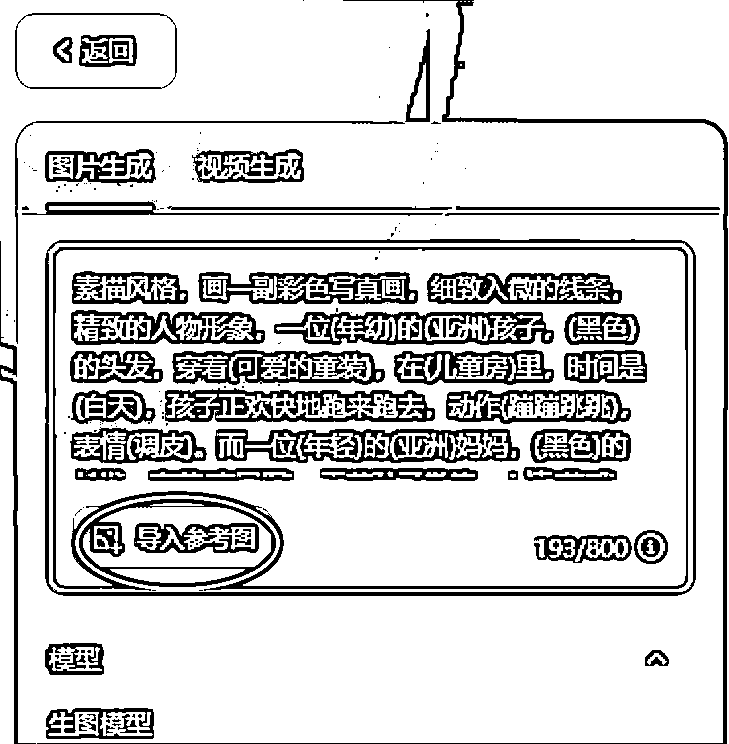 返回
图片生成 视频生成
素描风格，画一副彩色写真画，细致入微的线条，
精致的人物形象，一位(年幼)的(亚洲)孩子，(黑色)
的头发，穿着(可爱的童装)，在(儿童房)里，时间是
(白天)，孩子正欢快地跑来跑去，动作(蹦蹦跳跳)，
表情(调皮)。而一位(年轻)的(亚洲)妈妈，(黑色)的
导入参考图 193/800
模型
生图模型